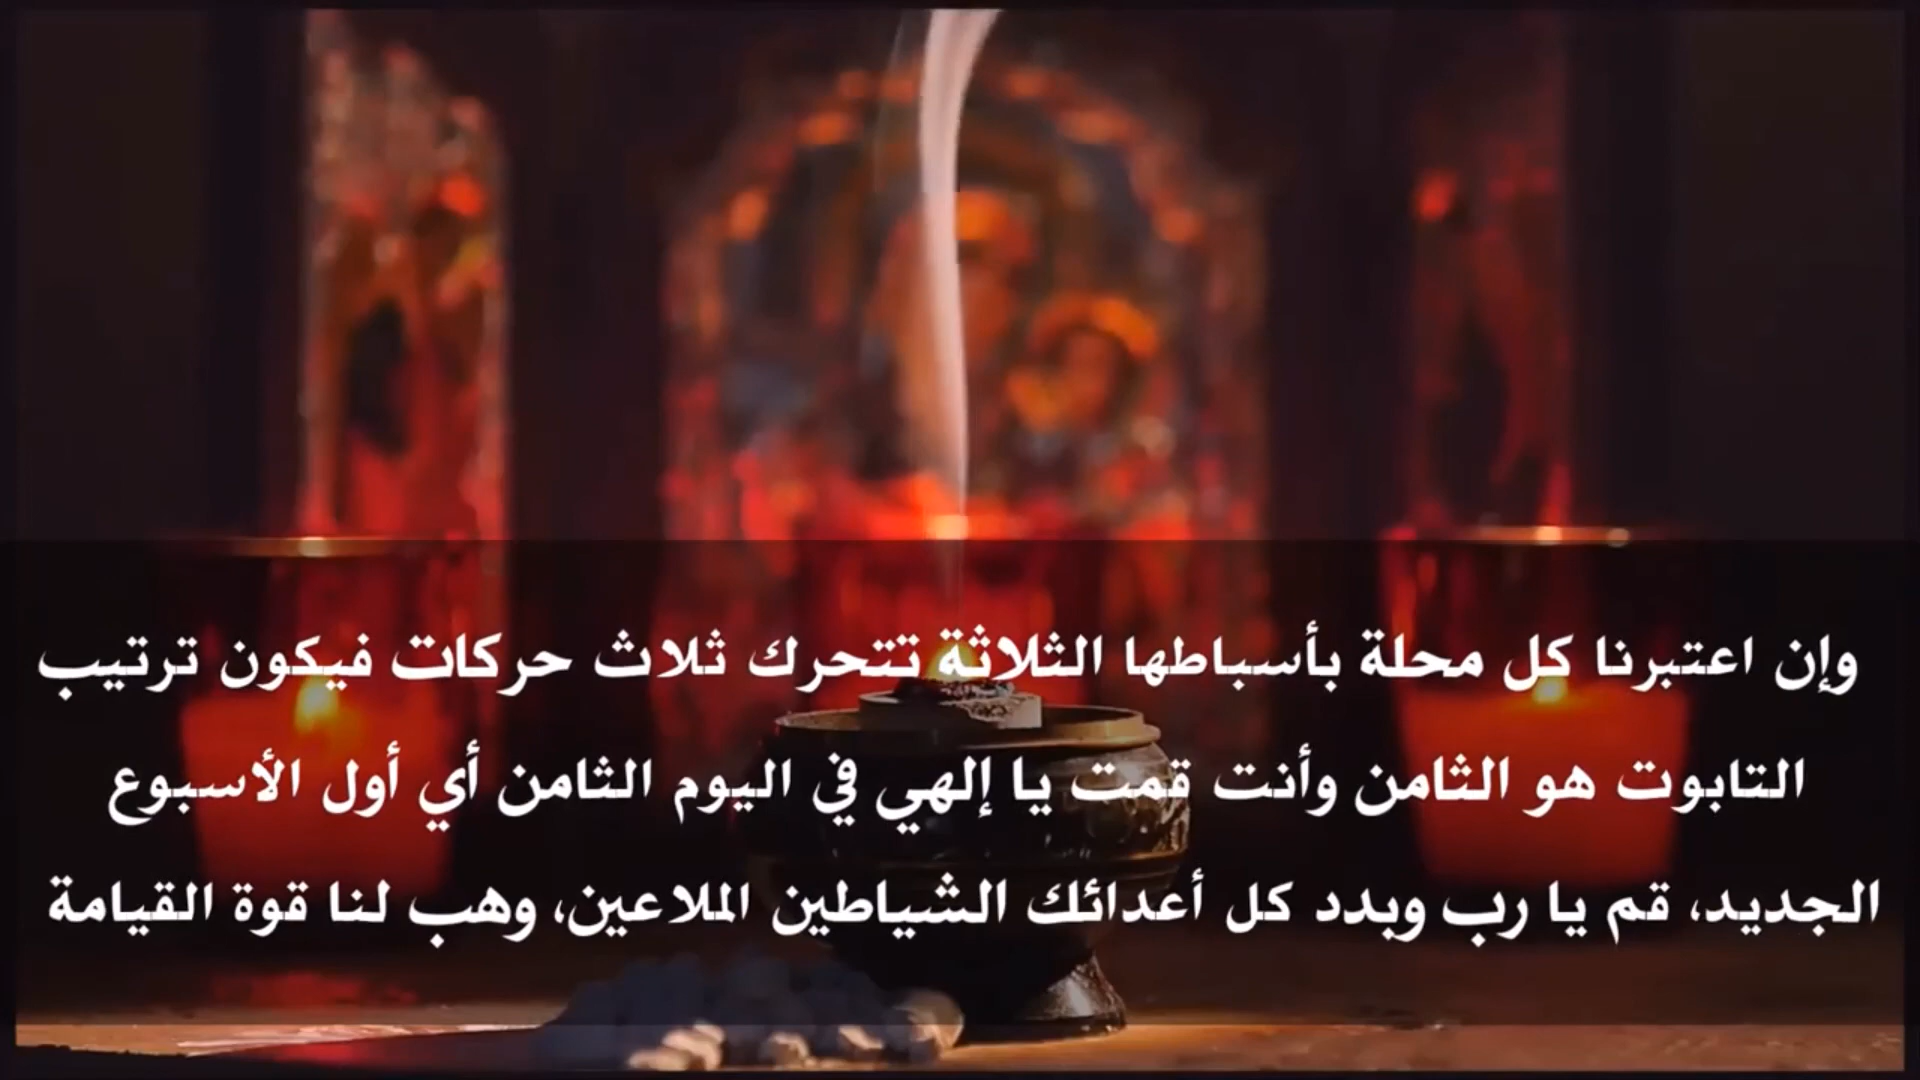 وإن اعتبرنا كل محلة بأسباطها الثلاثة تتحرك ثلاث حركات فيكون ترتيب
التابوت هو الثامن وأنت قمت يا إلهي في اليوم الثامن أي أول الأسبوع
الجديد، قم يا رب وبدد كل أعدائك الشياطين الملاعين، وهب لنا قوة القيامة